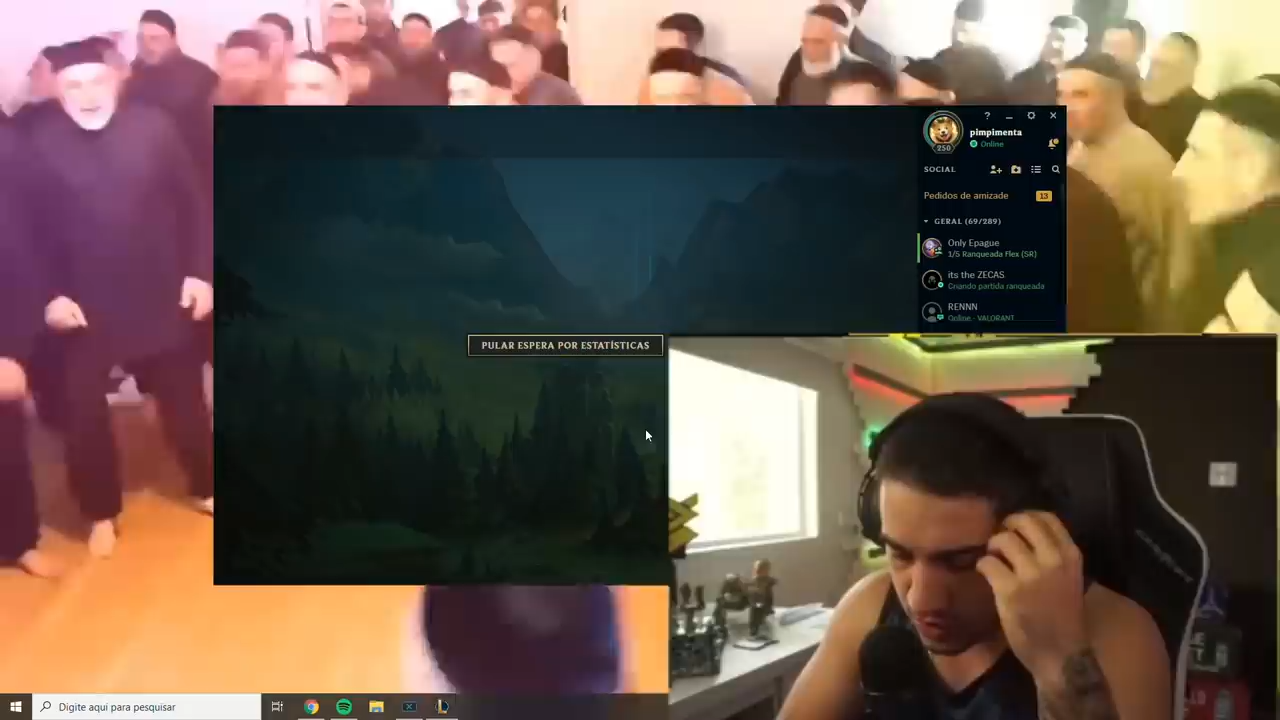 ?
pimpimenta
250
Online
SOCIAL
Pedidos de amizade
13
GERAL (69/289)
Only Epague
1/5 Ranqueada Flex (SR)
its the ZECAS
Criando partida ranqueada
RENNN
Online - VALORANT
PULAR ESPERA POR ESTATÍSTICAS
Digite aqui para pesquisar